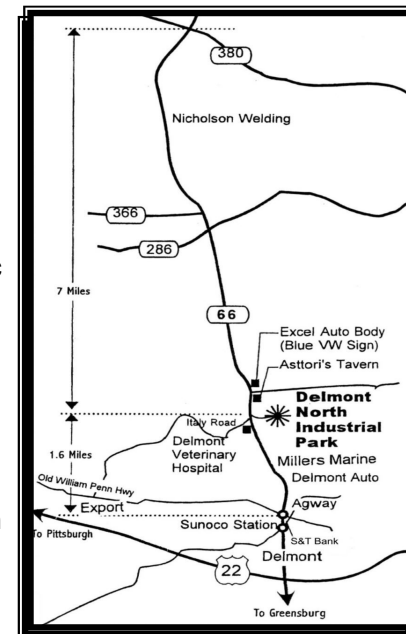 380
Nicholson Welding
366
286
7 Miles
66
Excel Auto Body
(Blue VW Sign)
Asttori's Tavern
Delmont
North
Industrial
Park
Italy Road
Delmont
Veterinary
Hospital
1.6 Miles
Millers Marine
Delmont Auto
Old William Penn Hwy
Export
Agway
Sunoco Station
S&T Bank
To Pittsburgh
Delmont
22
To Greensburg